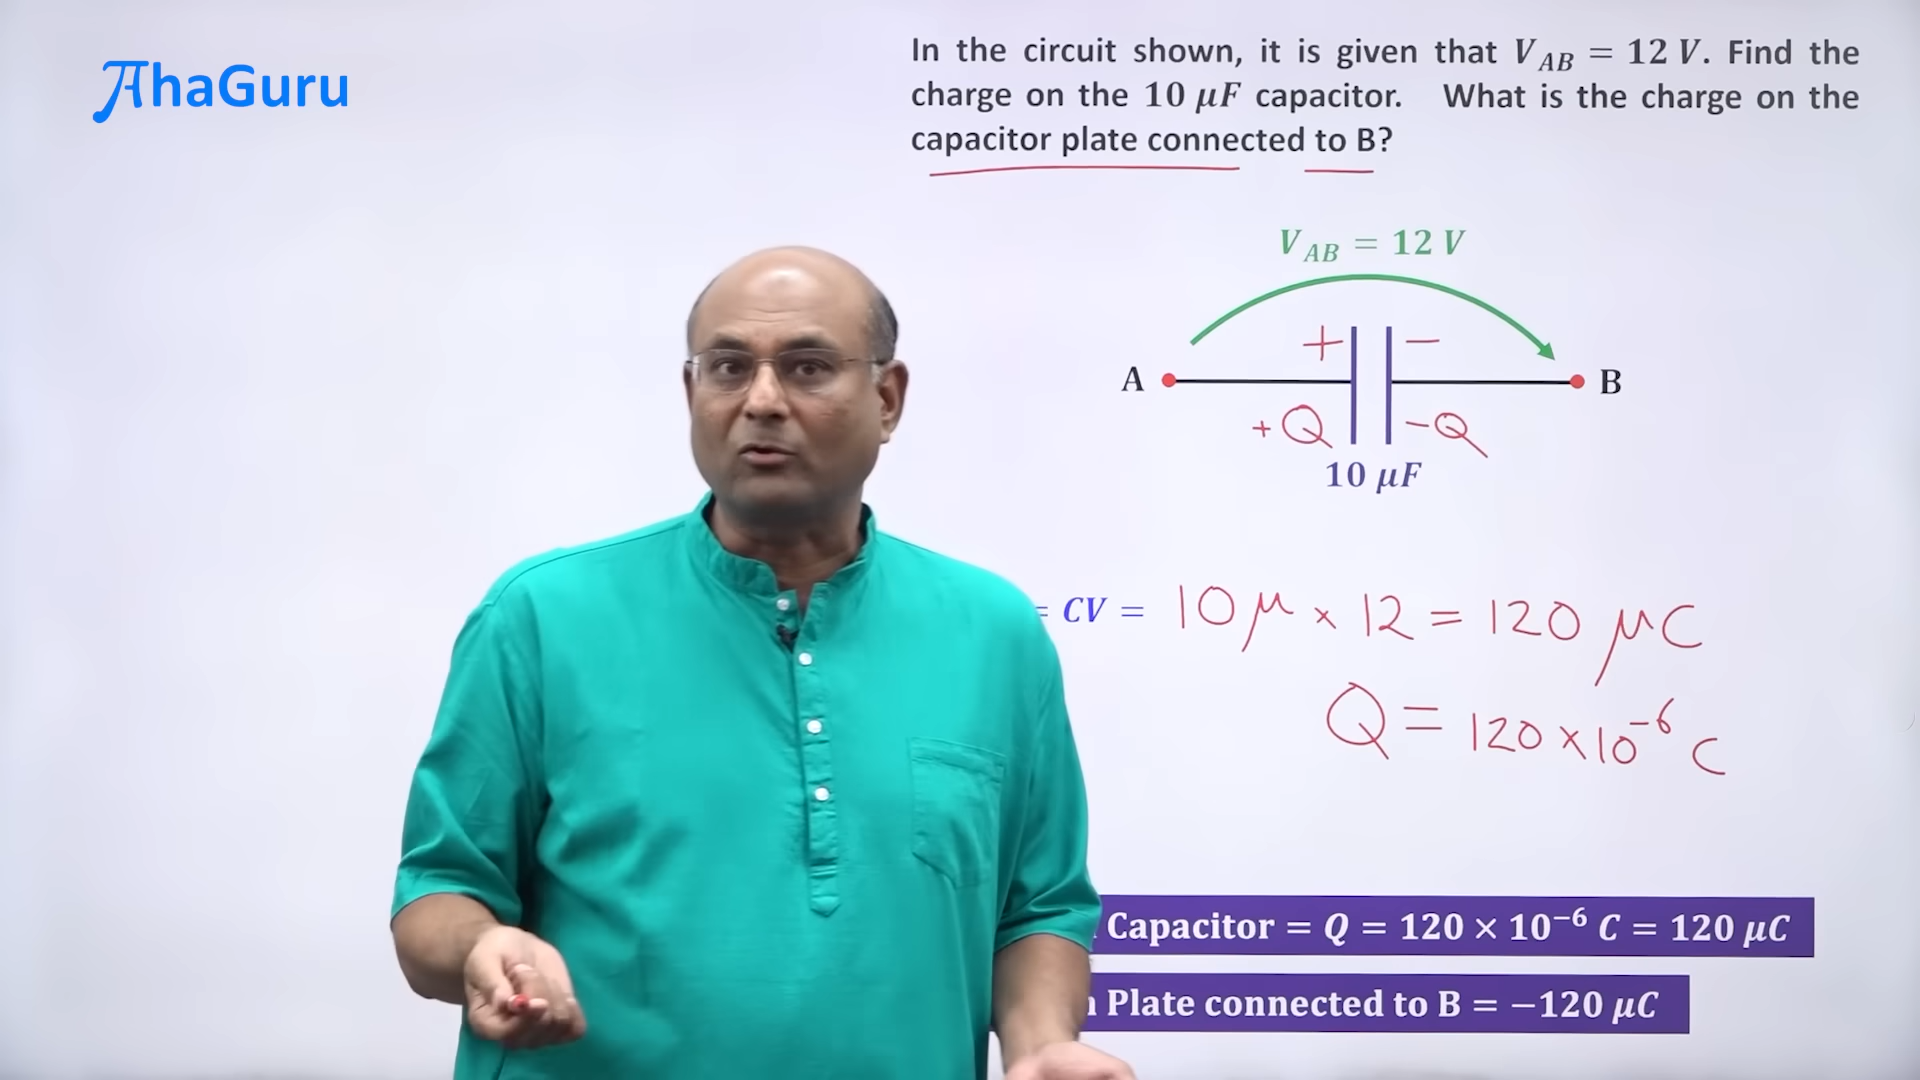 AhaGuru
In the circuit shown, it is given that V_AB = 12 V. Find the
charge on the 10 μF capacitor. What is the charge on the
capacitor plate connected to B?
V_AB = 12 V
+ −
A B
+Q −Q
10 μF
= CV = 10 μ × 12 = 120 μC
Q = 120 × 10⁻⁶ C
Capacitor = Q = 120 × 10⁻⁶ C = 120 μC
Plate connected to B = −120 μC